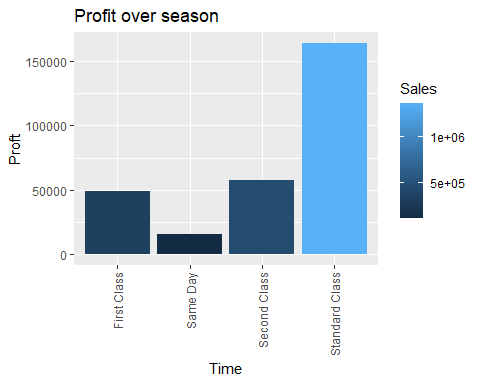 Profit over season
Proft
150000
100000
50000
0
First Class
Same Day
Second Class
Standard Class
Time
Sales
1e+06
5e+05